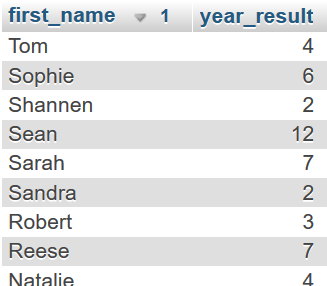 first_name 1 year_result
Tom 4
Sophie 6
Shannen 2
Sean 12
Sarah 7
Sandra 2
Robert 3
Reese 7
Natalie 4